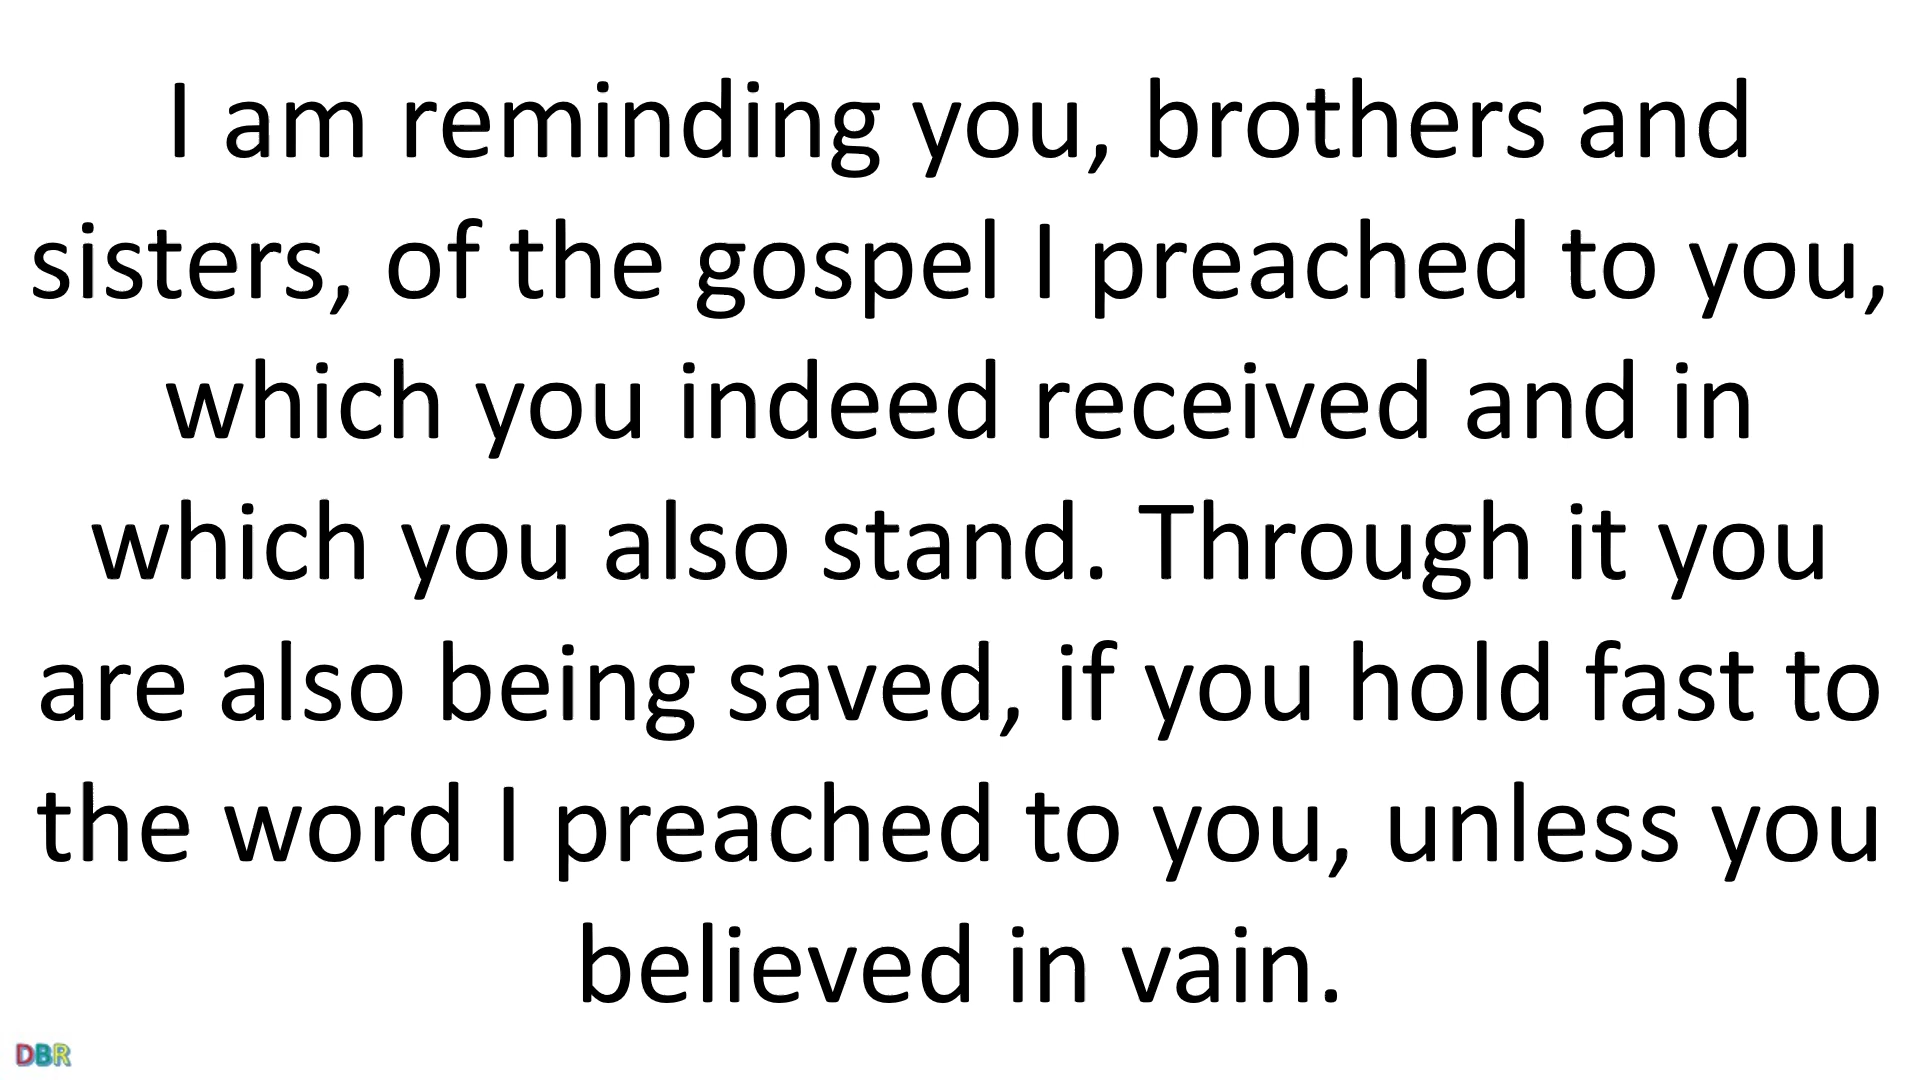 I am reminding you, brothers and
sisters, of the gospel I preached to you,
which you indeed received and in
which you also stand. Through it you
are also being saved, if you hold fast to
the word I preached to you, unless you
believed in vain.
DBR